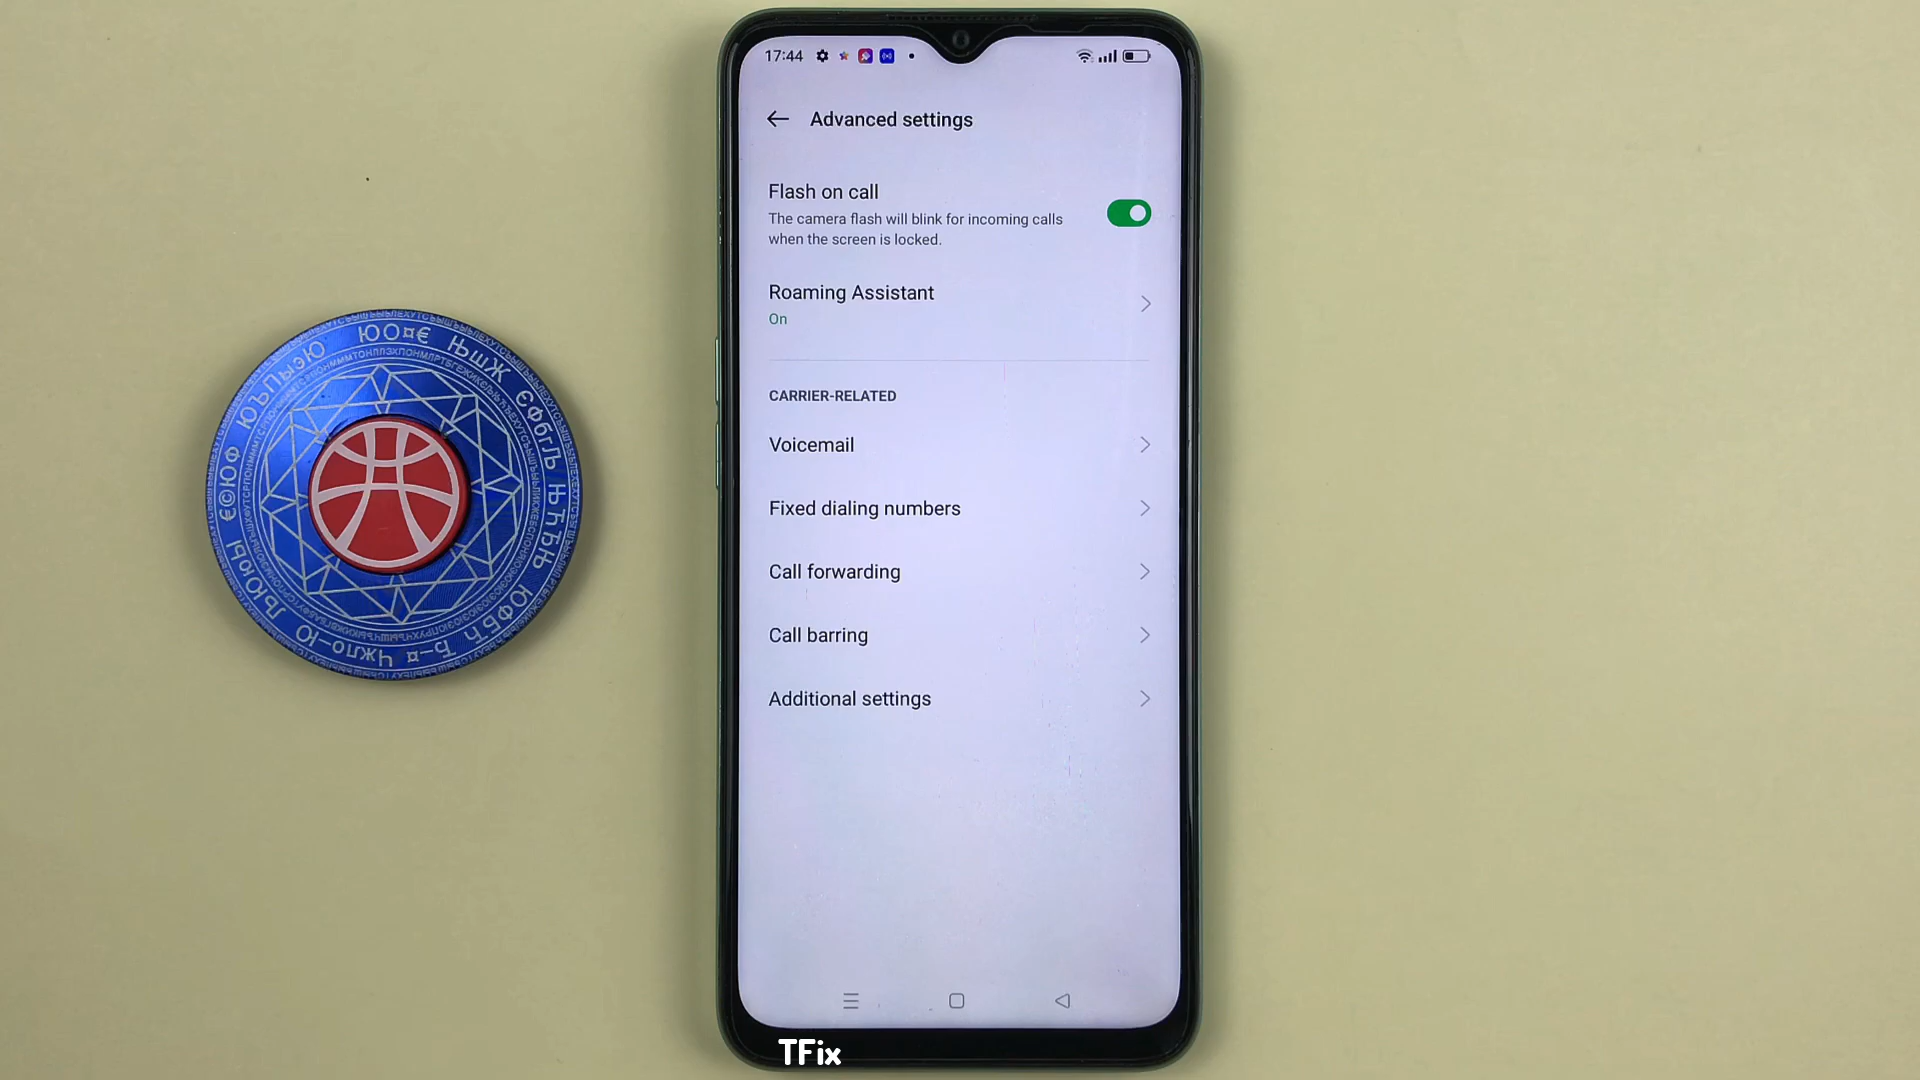 17:44
Advanced settings
Flash on call
The camera flash will blink for incoming calls
when the screen is locked.
Roaming Assistant
On
CARRIER-RELATED
Voicemail
Fixed dialing numbers
Call forwarding
Call barring
Additional settings
TFix